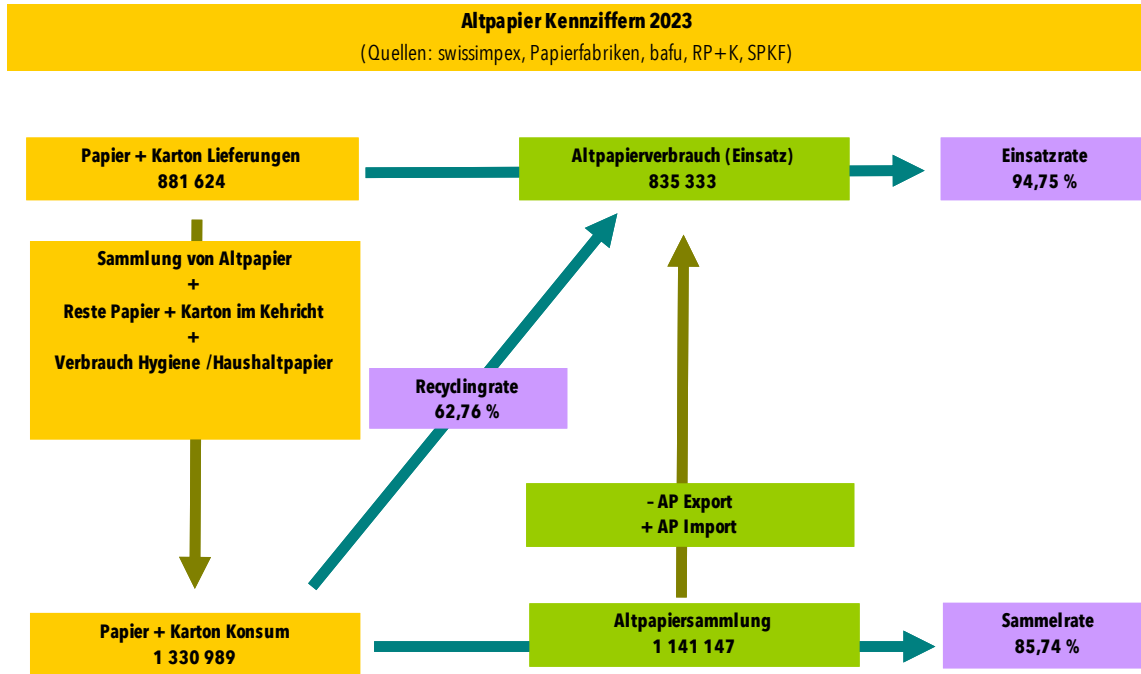 Altpapier Kennziffern 2023
(Quellen: swissimpex, Papierfabriken, bafu, RP+K, SPKF)
Papier + Karton Lieferungen
881 624
Altpapierverbrauch (Einsatz)
835 333
Einsatzrate
94,75 %
Sammlung von Altpapier
+
Reste Papier + Karton im Kehricht
+
Verbrauch Hygiene /Haushaltpapier
Recyclingrate
62,76 %
– AP Export
+ AP Import
Papier + Karton Konsum
1 330 989
Altpapiersammlung
1 141 147
Sammelrate
85,74 %